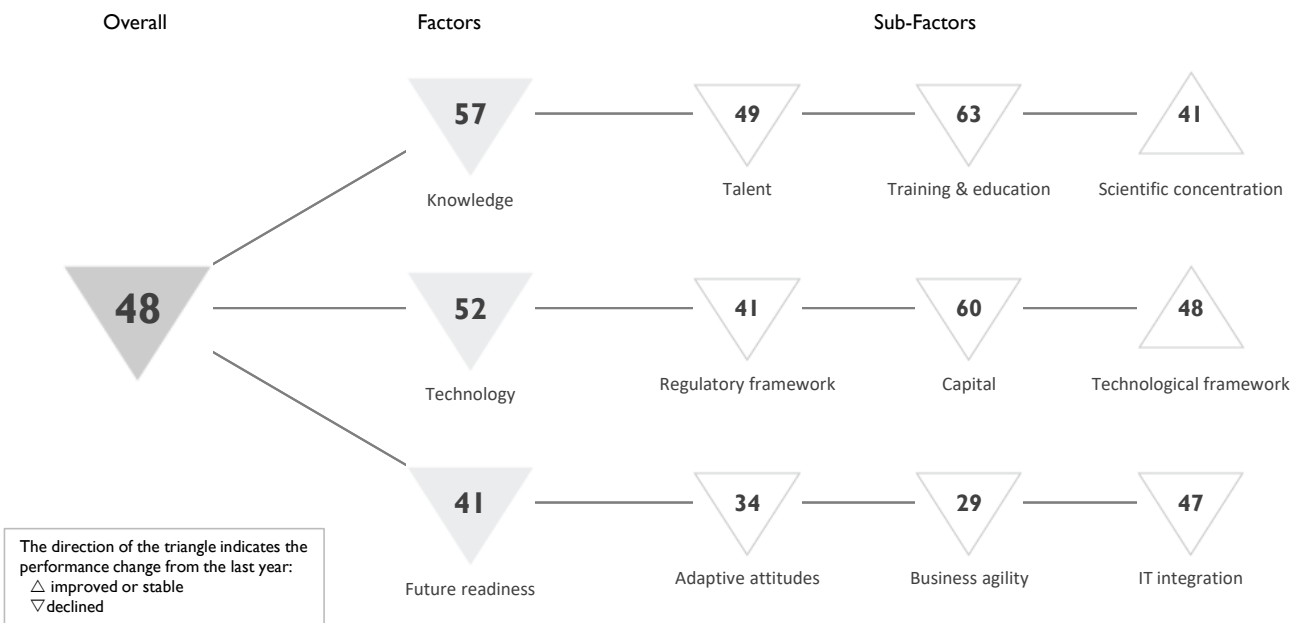 Overall Factors Sub-Factors
57 49 63 41
Knowledge Talent Training & education Scientific concentration
48 52 41 60 48
Technology Regulatory framework Capital Technological framework
41 34 29 47
Future readiness Adaptive attitudes Business agility IT integration
The direction of the triangle indicates the
performance change from the last year:
△ improved or stable
▽ declined